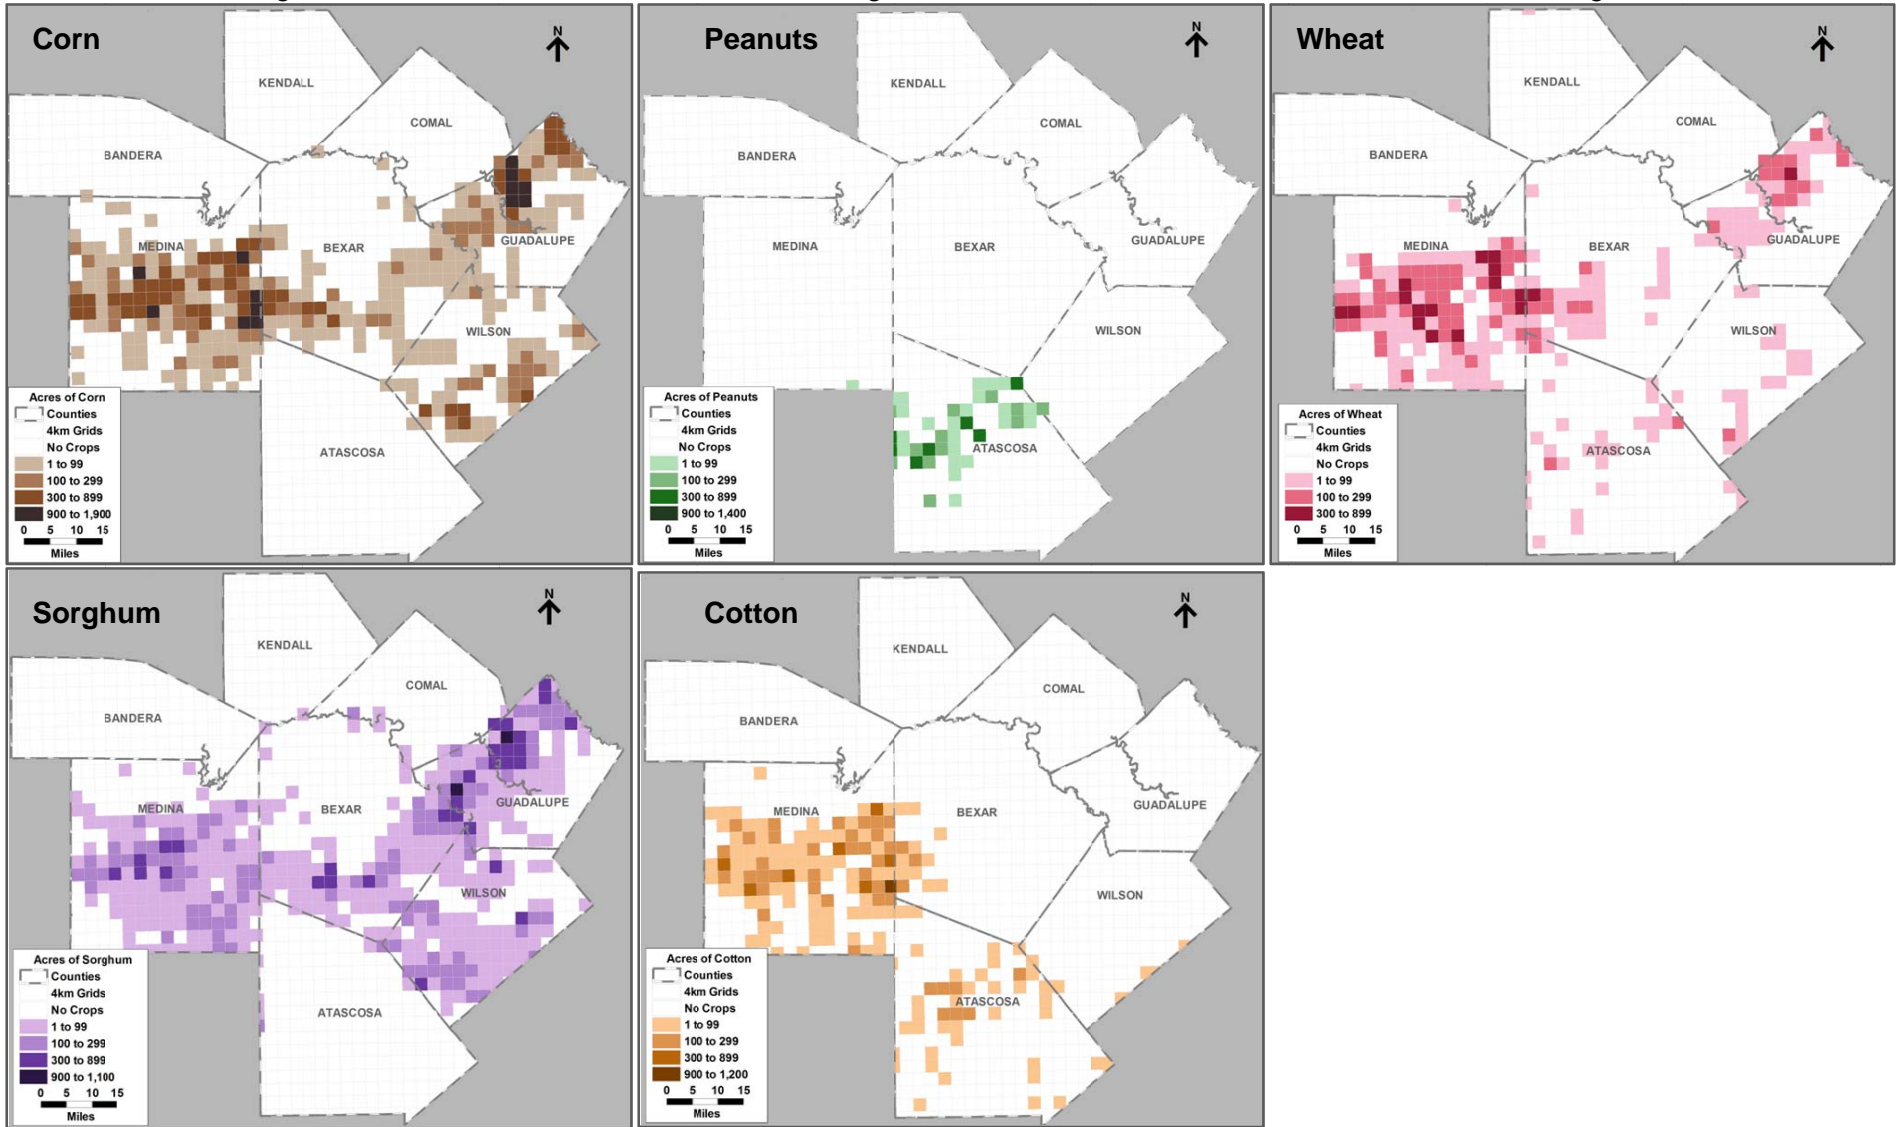 Corn
N
KENDALL
COMAL
BANDERA
MEDINA
BEXAR
GUADALUPE
WILSON
ATASCOSA
Acres of Corn
Counties
4km Grids
No Crops
1 to 99
100 to 299
300 to 899
900 to 1,900
0 5 10 15
Miles
Peanuts
N
KENDALL
COMAL
BANDERA
MEDINA
BEXAR
GUADALUPE
WILSON
ATASCOSA
Acres of Peanuts
Counties
4km Grids
No Crops
1 to 99
100 to 299
300 to 899
900 to 1,400
0 5 10 15
Miles
Wheat
N
KENDALL
COMAL
BANDERA
MEDINA
BEXAR
GUADALUPE
WILSON
ATASCOSA
Acres of Wheat
Counties
4km Grids
No Crops
1 to 99
100 to 299
300 to 899
0 5 10 15
Miles
Sorghum
N
KENDALL
COMAL
BANDERA
MEDINA
BEXAR
GUADALUPE
WILSON
ATASCOSA
Acres of Sorghum
Counties
4km Grids
No Crops
1 to 99
100 to 299
300 to 899
900 to 1,100
0 5 10 15
Miles
Cotton
N
KENDALL
COMAL
BANDERA
MEDINA
BEXAR
GUADALUPE
WILSON
ATASCOSA
Acres of Cotton
Counties
4km Grids
No Crops
1 to 99
100 to 299
300 to 899
900 to 1,200
0 5 10 15
Miles